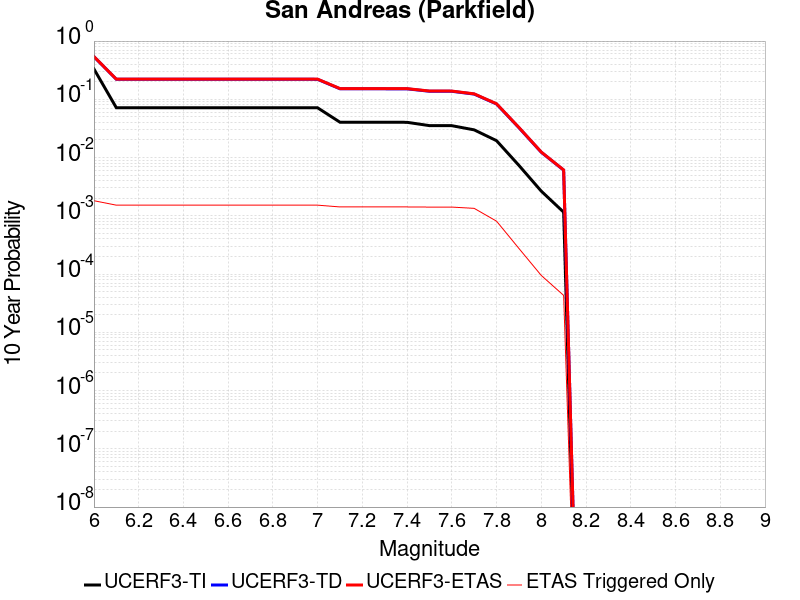 San Andreas (Parkfield)
10^0
10^-1
10^-2
10^-3
10^-4
10^-5
10^-6
10^-7
10^-8
10 Year Probability
6 6.2 6.4 6.6 6.8 7 7.2 7.4 7.6 7.8 8 8.2 8.4 8.6 8.8 9
Magnitude
UCERF3-TI UCERF3-TD UCERF3-ETAS ETAS Triggered Only